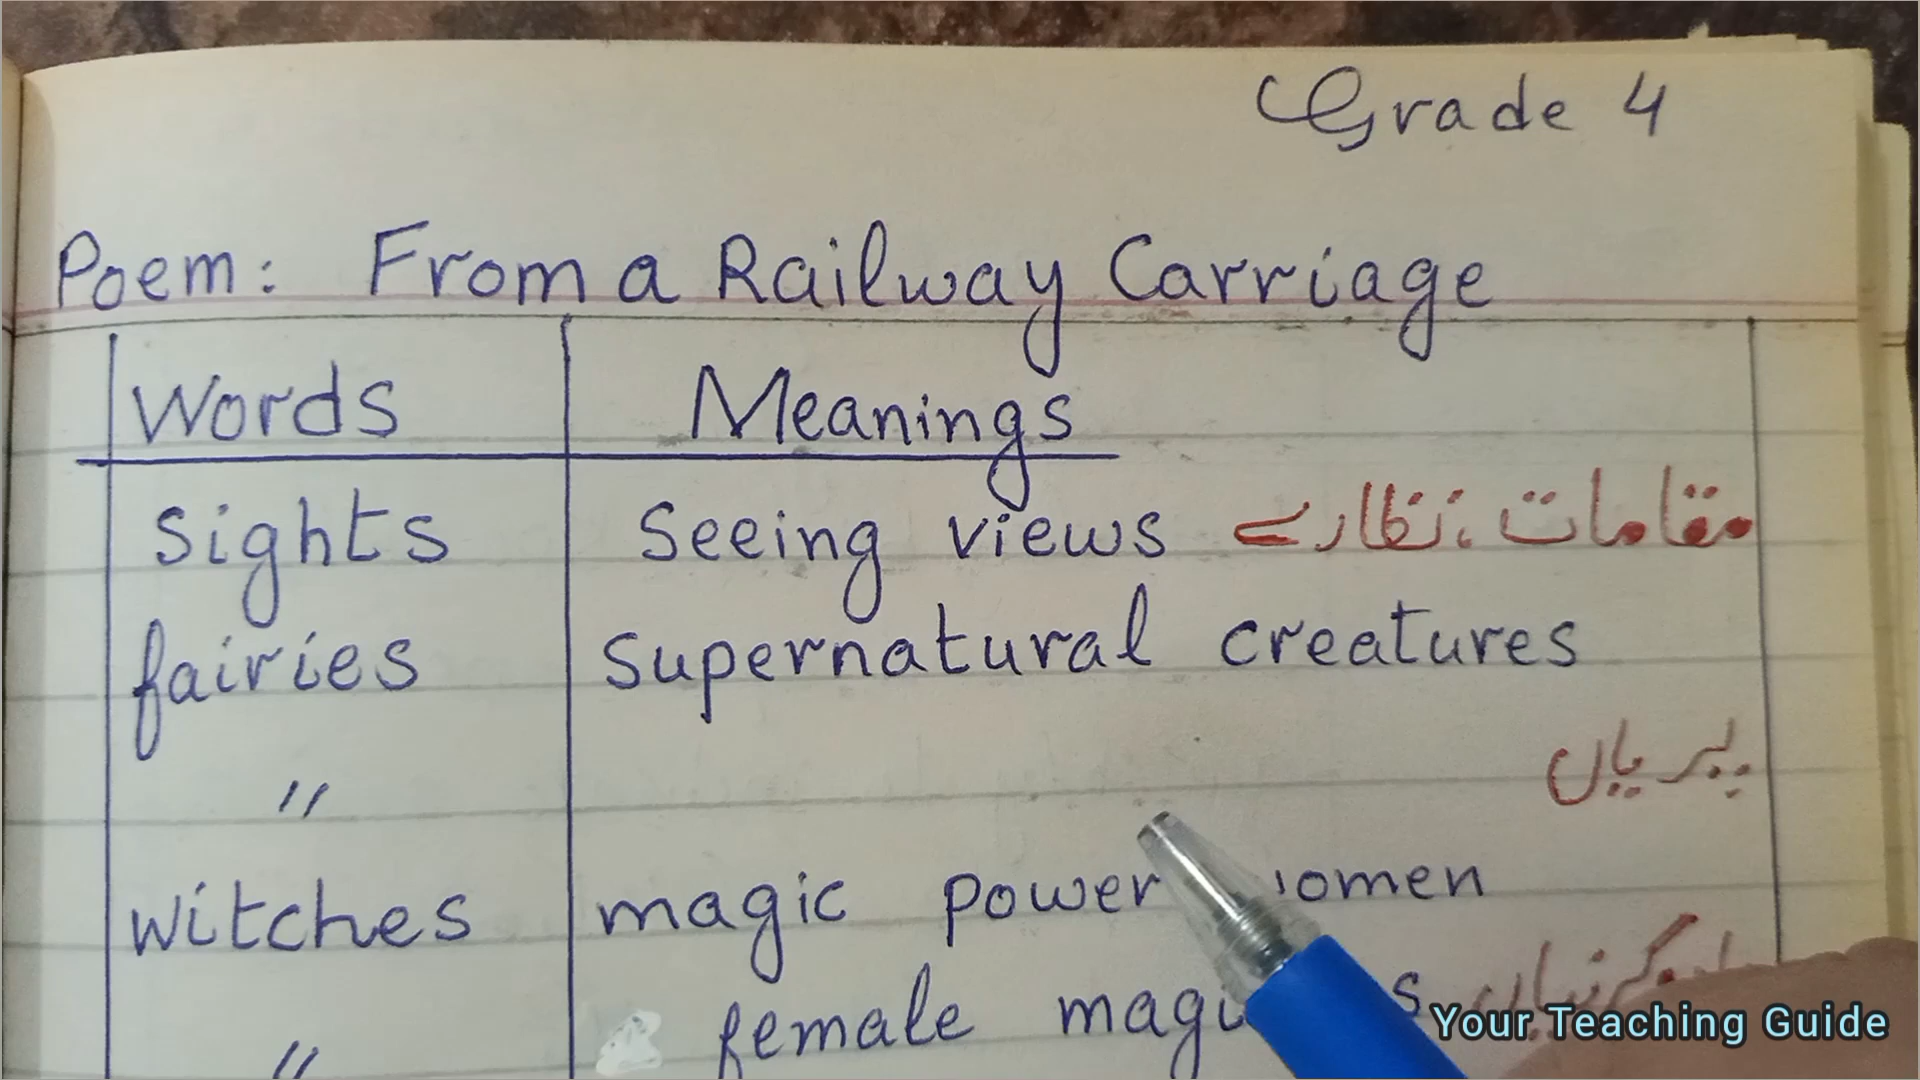 Grade 4
Poem: From a Railway Carriage
Words Meanings
Sights Seeing views مقامات، نظارے
fairies Supernatural creatures
" پریاں
witches magic power
" female
Your Teaching Guide